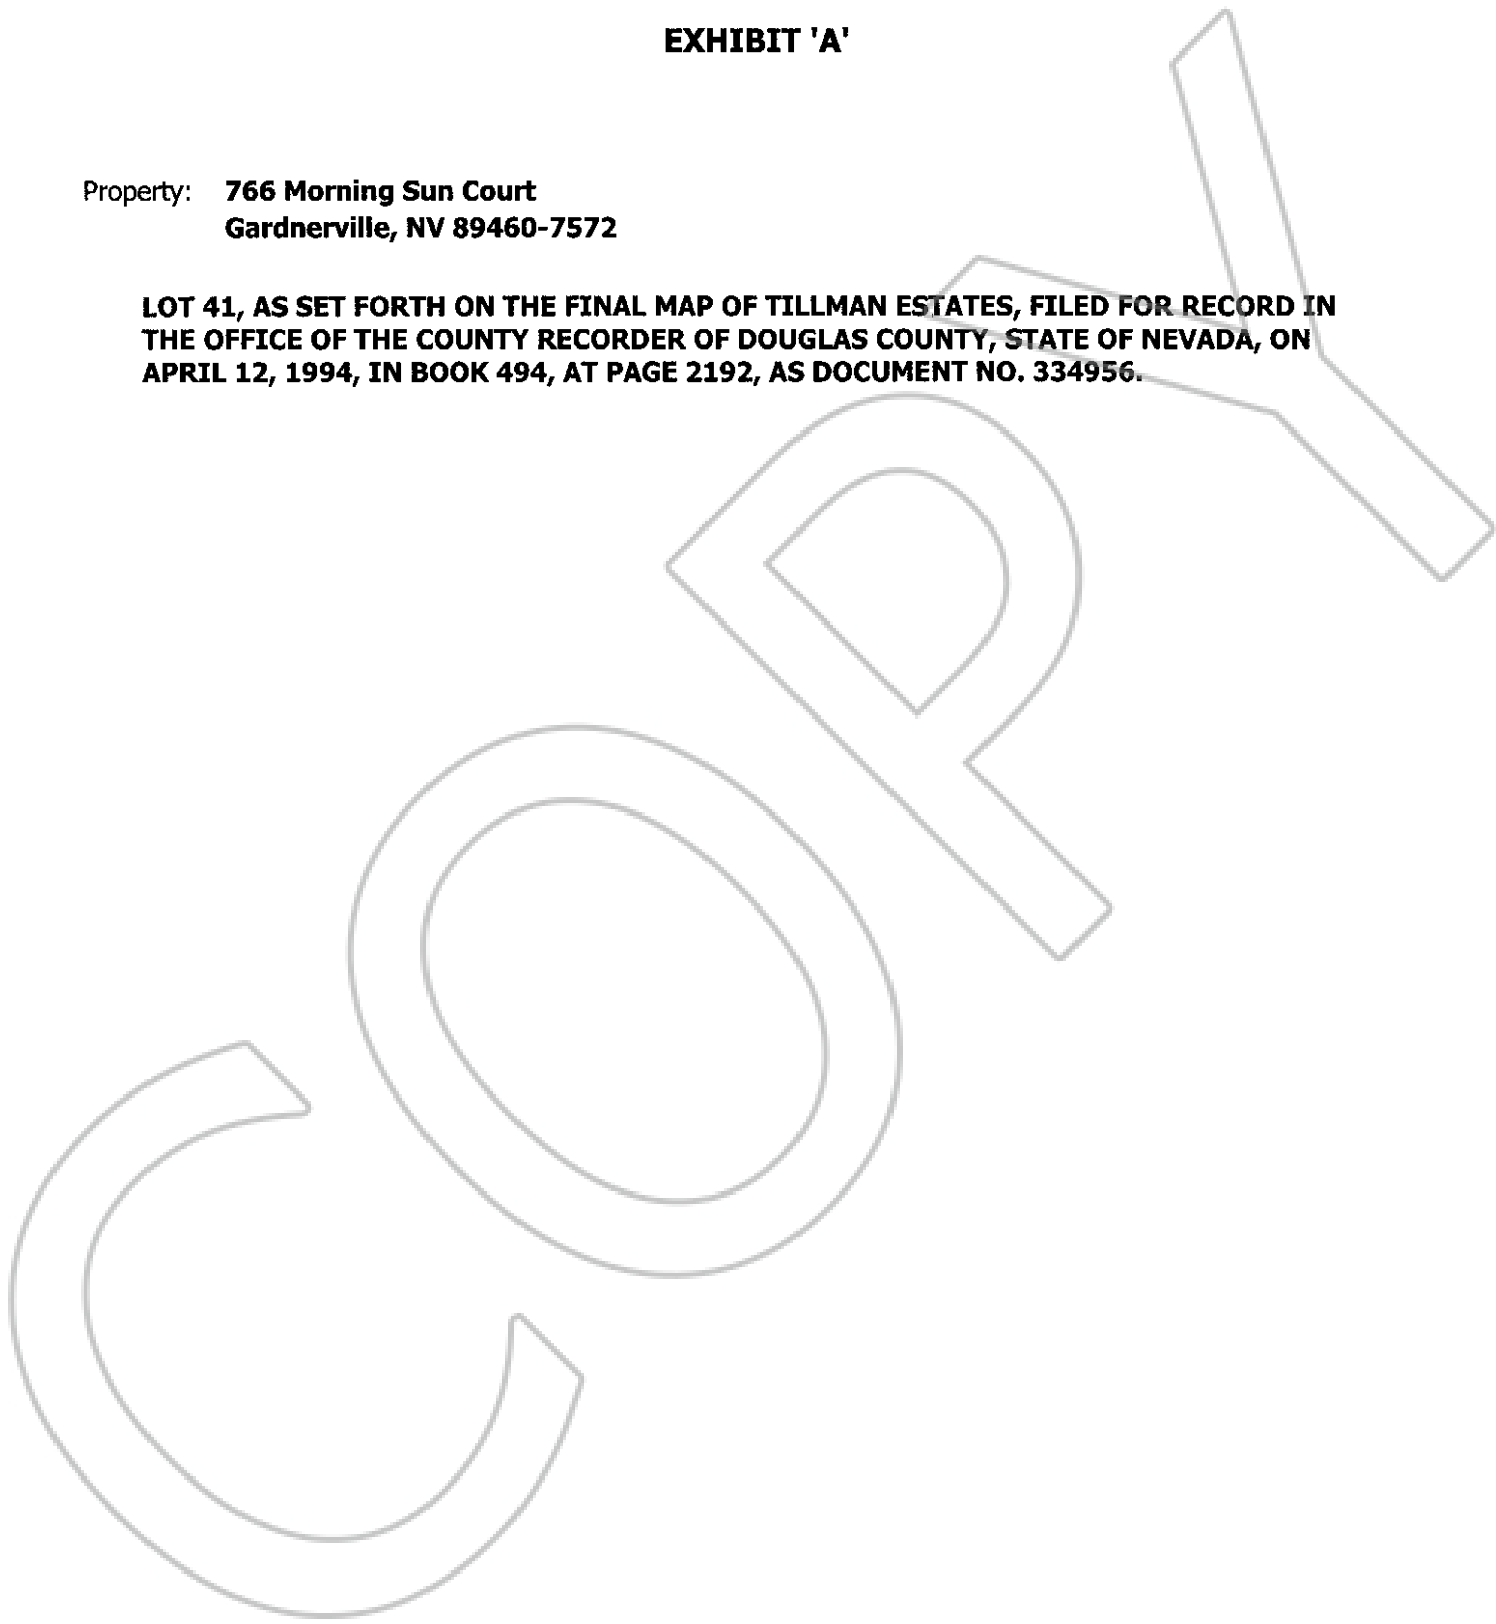 EXHIBIT 'A'
Property: 766 Morning Sun Court
Gardnerville, NV 89460-7572
LOT 41, AS SET FORTH ON THE FINAL MAP OF TILLMAN ESTATES, FILED FOR RECORD IN
THE OFFICE OF THE COUNTY RECORDER OF DOUGLAS COUNTY, STATE OF NEVADA, ON
APRIL 12, 1994, IN BOOK 494, AT PAGE 2192, AS DOCUMENT NO. 334956.
COPY